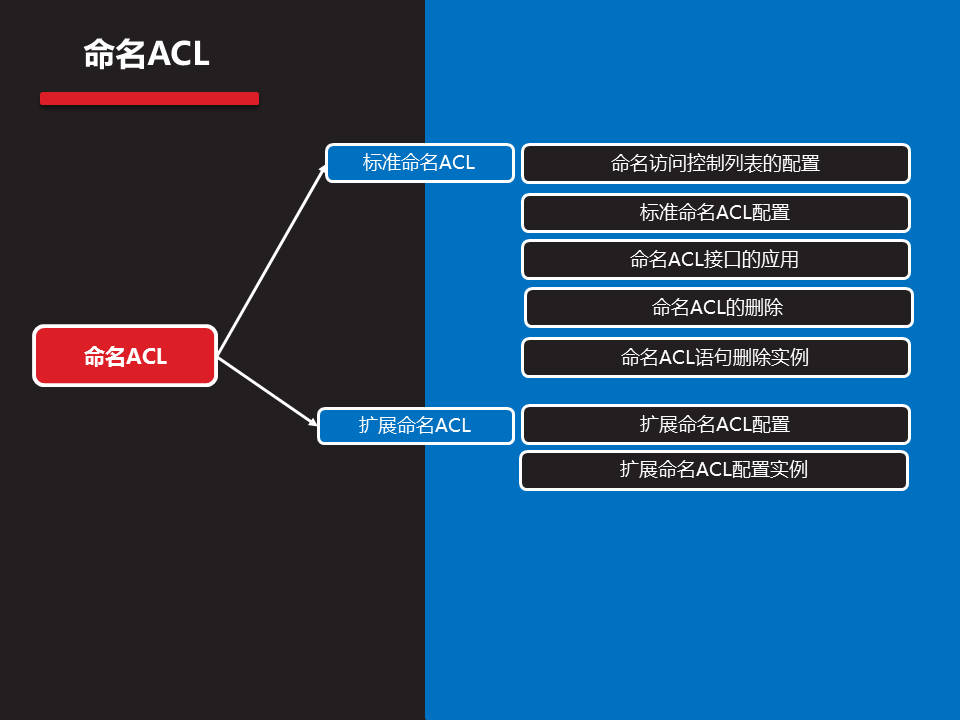 命名ACL
标准命名ACL
命名访问控制列表的配置
标准命名ACL配置
命名ACL接口的应用
命名ACL的删除
命名ACL语句删除实例
命名ACL
扩展命名ACL
扩展命名ACL配置
扩展命名ACL配置实例